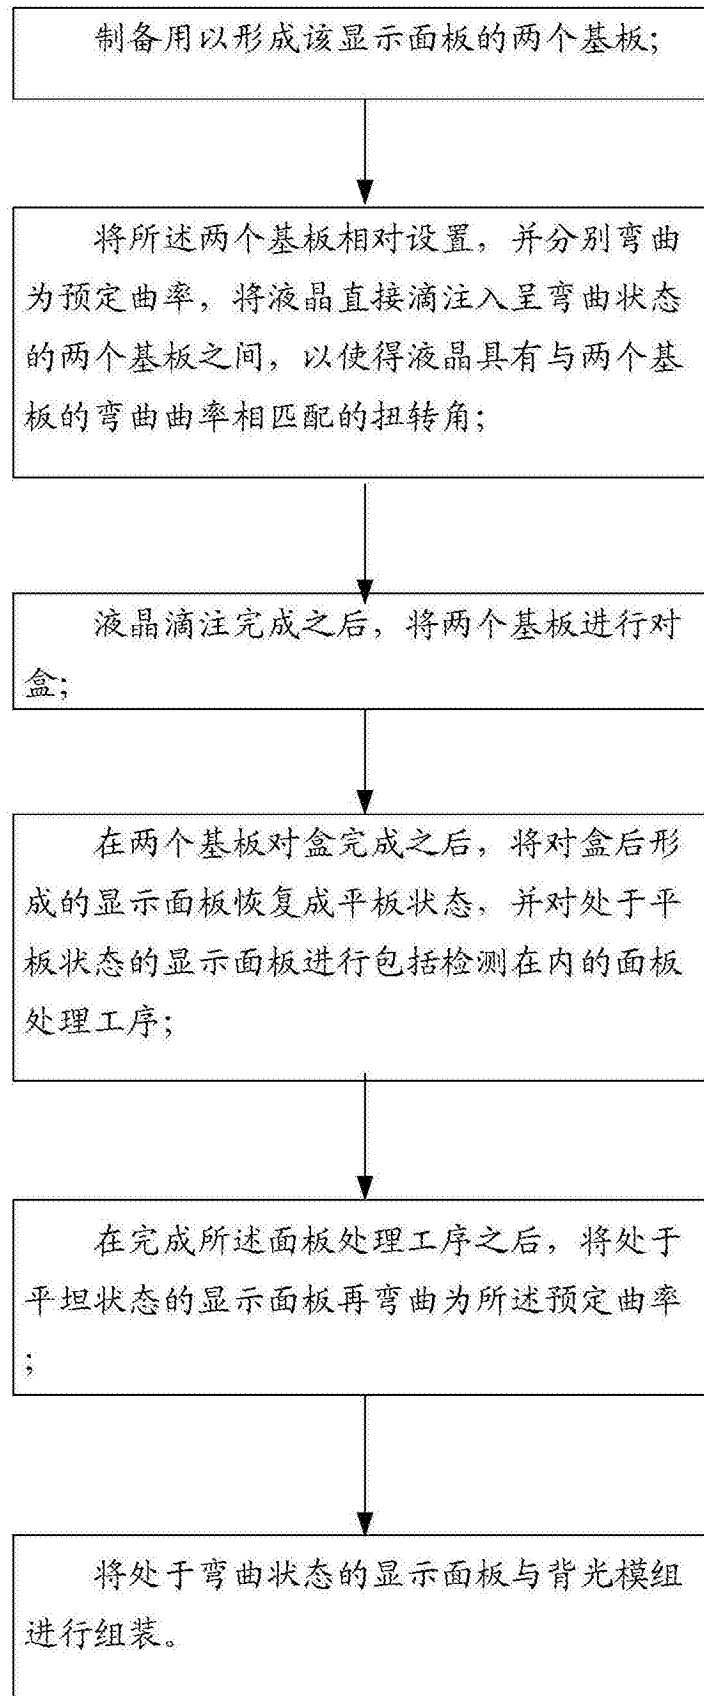 制备用以形成该显示面板的两个基板;
将所述两个基板相对设置，并分别弯曲
为预定曲率，将液晶直接滴注入呈弯曲状态
的两个基板之间，以使得液晶具有与两个基
板的弯曲曲率相匹配的扭转角;
液晶滴注完成之后，将两个基板进行对
盒;
在两个基板对盒完成之后，将对盒后形
成的显示面板恢复成平板状态，并对处于平
板状态的显示面板进行包括检测在内的面板
处理工序;
在完成所述面板处理工序之后，将处于
平坦状态的显示面板再弯曲为所述预定曲率
;
将处于弯曲状态的显示面板与背光模组
进行组装。